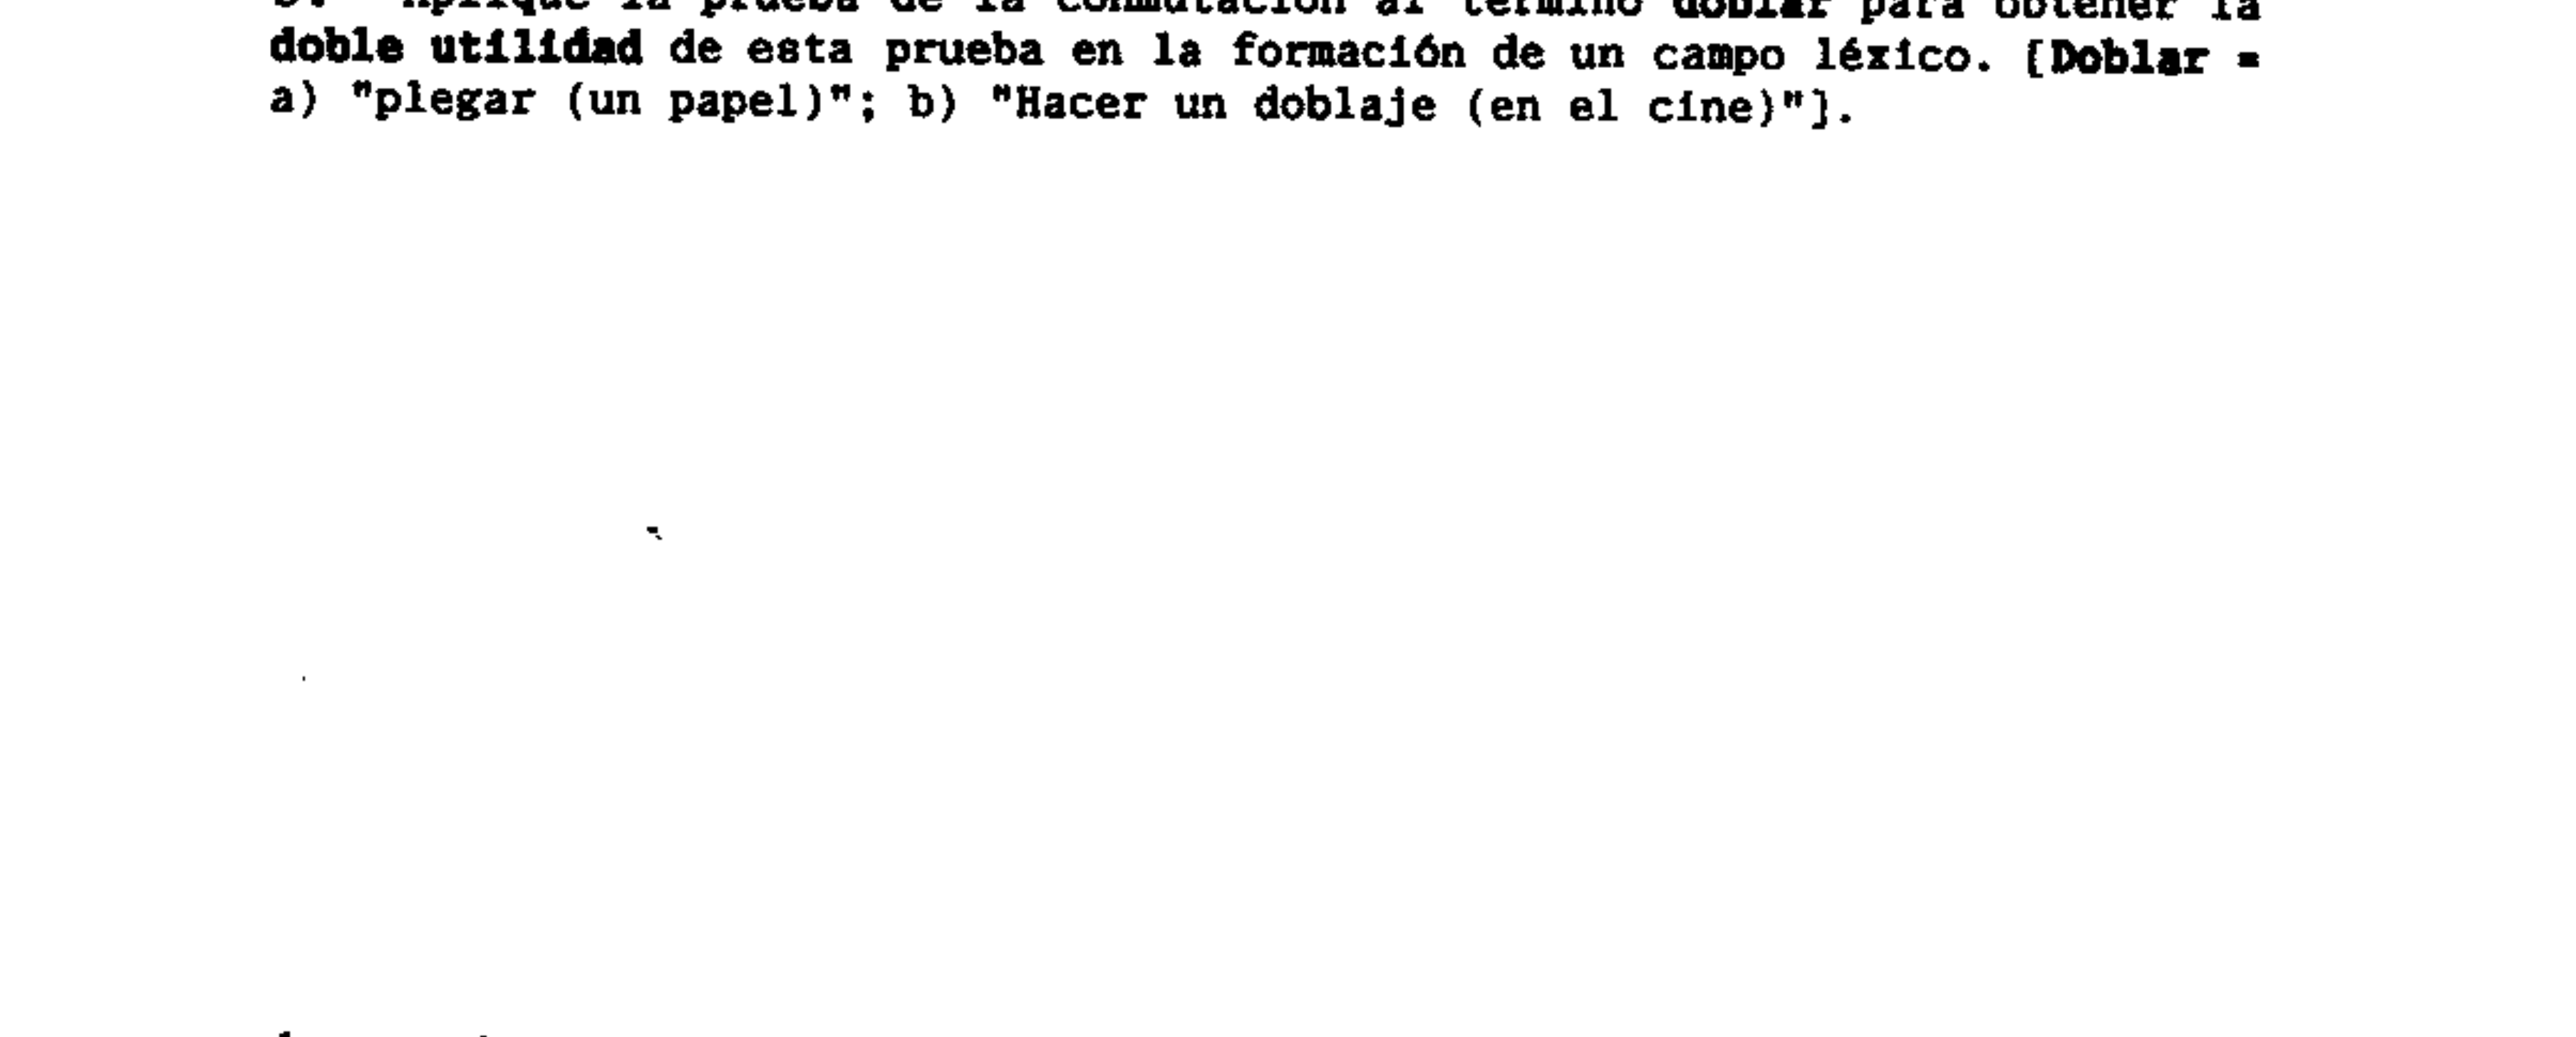 Aplique la prueba de la conmutación al término doblar para obtener la
doble utilidad de esta prueba en la formación de un campo léxico. [Doblar =
a) "plegar (un papel)"; b) "Hacer un doblaje (en el cine)"].